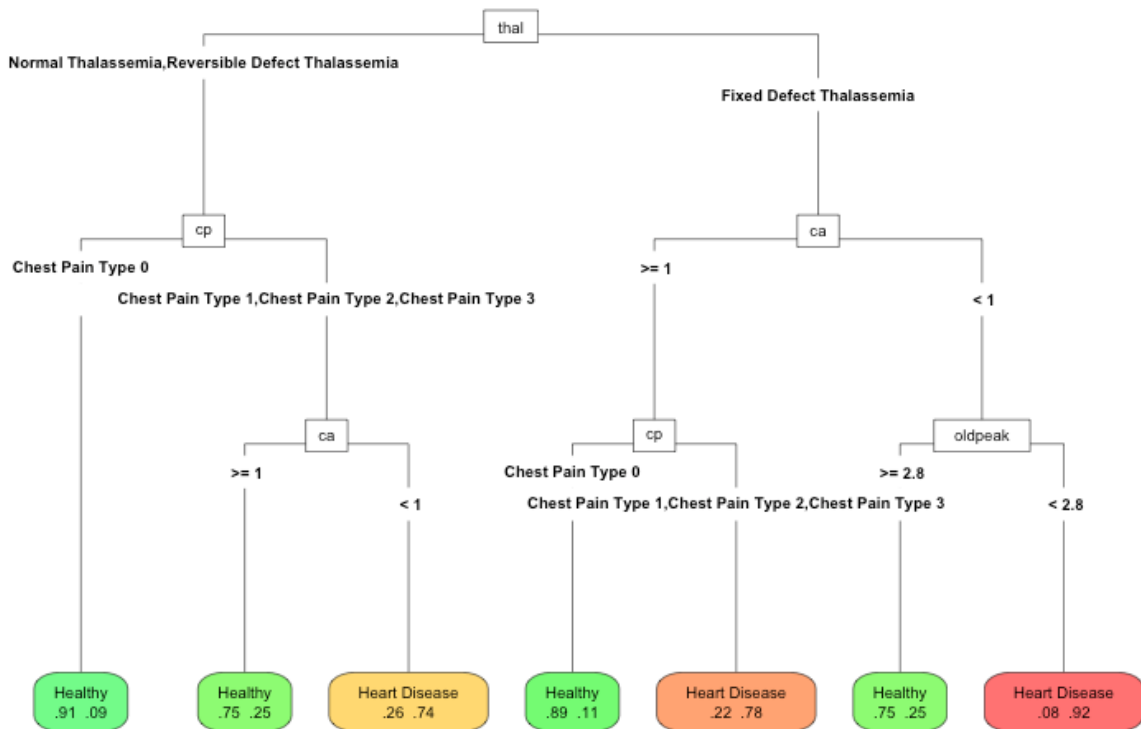 thal
Normal Thalassemia,Reversible Defect Thalassemia
Fixed Defect Thalassemia
cp
ca
Chest Pain Type 0
>= 1
Chest Pain Type 1,Chest Pain Type 2,Chest Pain Type 3
< 1
ca
cp
oldpeak
>= 1
Chest Pain Type 0
>= 2.8
< 1
Chest Pain Type 1,Chest Pain Type 2,Chest Pain Type 3
< 2.8
Healthy
.91 .09
Healthy
.75 .25
Heart Disease
.26 .74
Healthy
.89 .11
Heart Disease
.22 .78
Healthy
.75 .25
Heart Disease
.08 .92